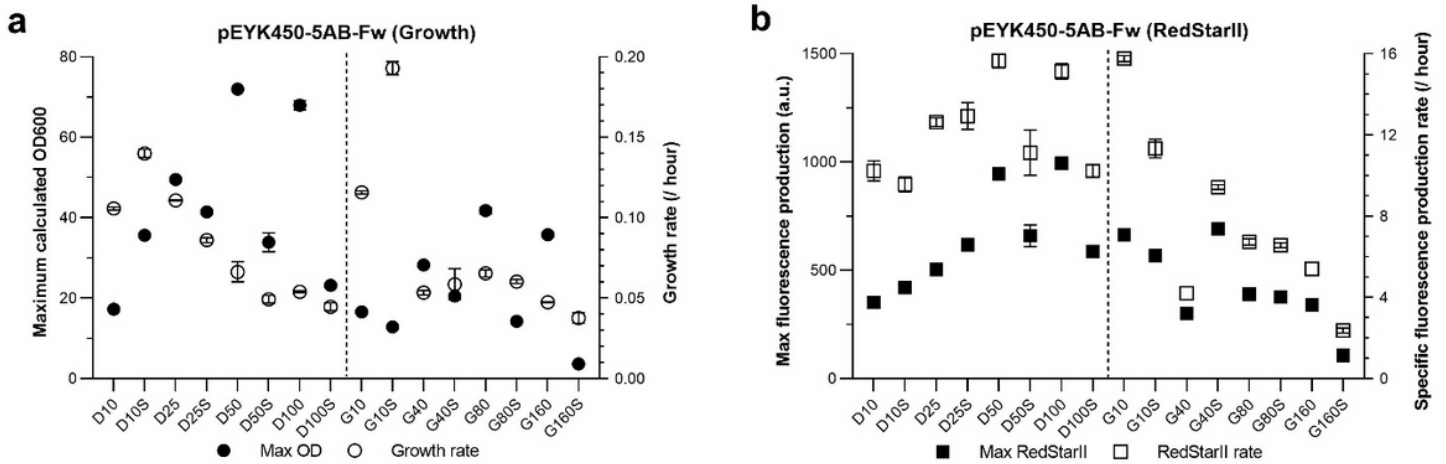 a
pEYK450-5AB-Fw (Growth)
Maximum calculated OD600
80
60
40
20
0
0.20
0.15
0.10
0.05
0.00
Growth rate (/ hour)
D10 D10S D25 D25S D50 D50S D100 D100S G10 G10S G40 G40S G80 G80S G160 G160S
Max OD Growth rate
b
pEYK450-5AB-Fw (RedStarII)
Max fluorescence production (a.u.)
1500
1000
500
0
16
12
8
4
0
Specific fluorescence production rate (/ hour)
D10 D10S D25 D25S D50 D50S D100 D100S G10 G10S G40 G40S G80 G80S G160 G160S
Max RedStarII RedStarII rate